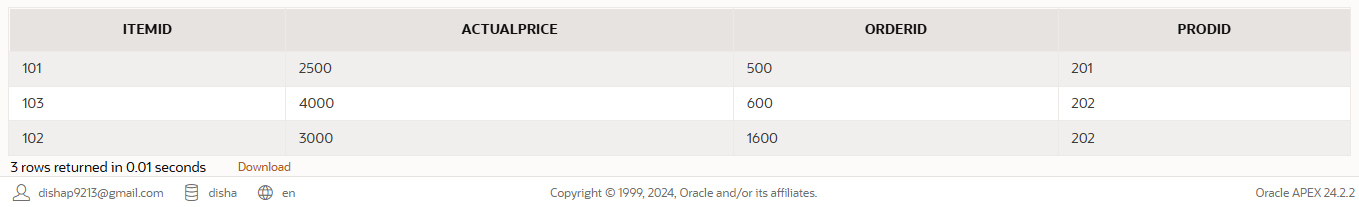 ITEMID ACTUALPRICE ORDERID PRODID
101 2500 500 201
103 4000 600 202
102 3000 1600 202
3 rows returned in 0.01 seconds Download
dishap9213@gmail.com disha en Copyright © 1999, 2024, Oracle and/or its affiliates. Oracle APEX 24.2.2